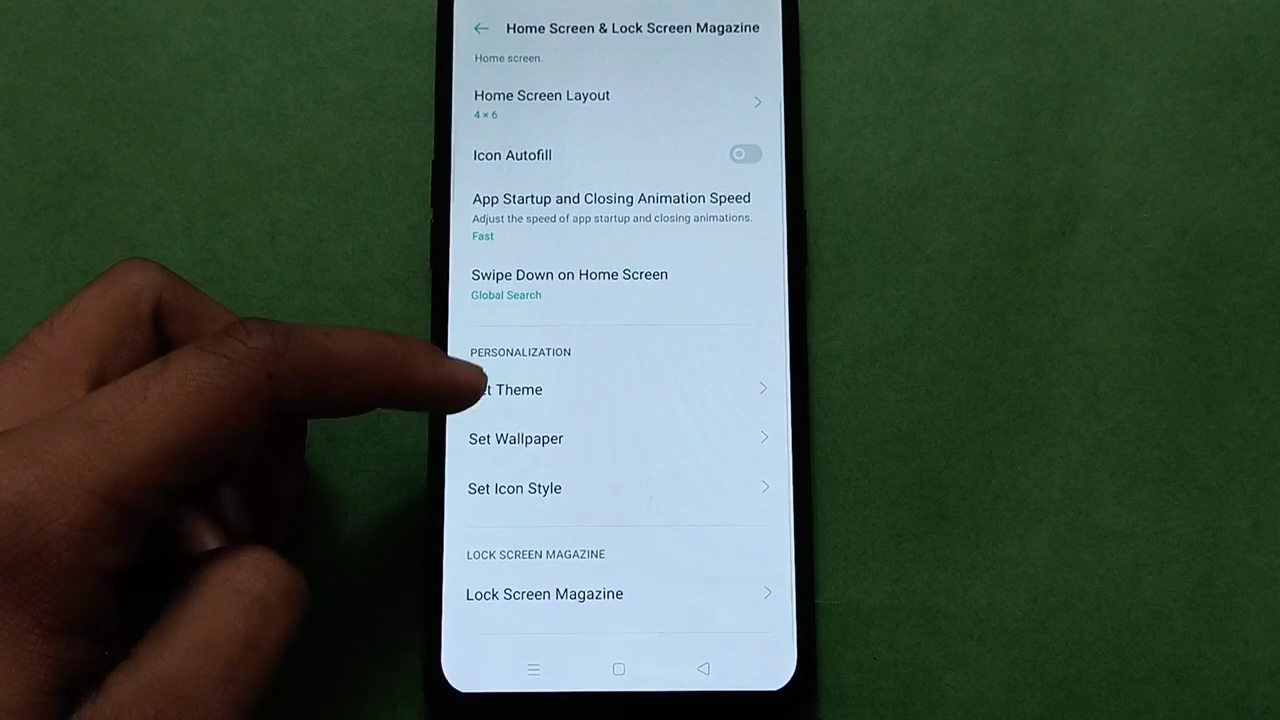 Home Screen & Lock Screen Magazine
Home screen.
Home Screen Layout
4 × 6
Icon Autofill
App Startup and Closing Animation Speed
Adjust the speed of app startup and closing animations.
Fast
Swipe Down on Home Screen
Global Search
PERSONALIZATION
t Theme
Set Wallpaper
Set Icon Style
LOCK SCREEN MAGAZINE
Lock Screen Magazine